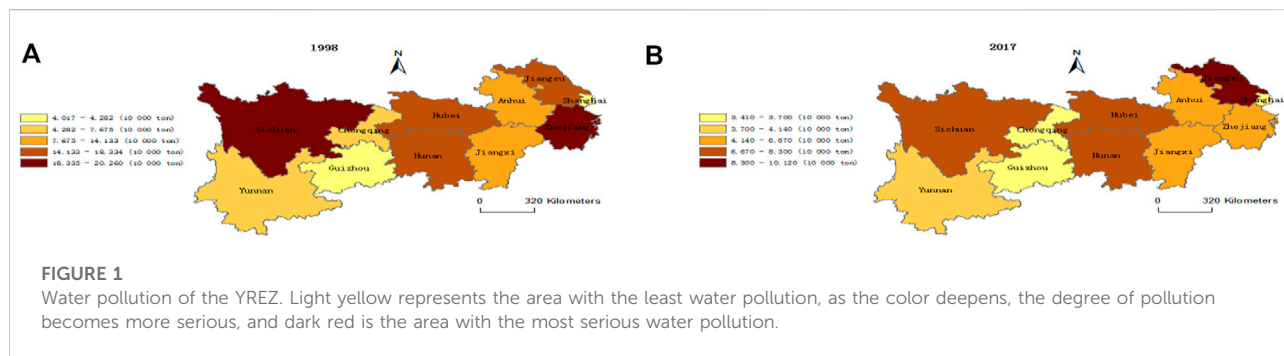 A
1998
N
Jiangsu
Anhui
Shanghai
Sichuan
Hubei
Chongqing
Zhejiang
Hunan
Jiangxi
Guizhou
Yunnan
4.017 - 4.282 (10 000 ton)
4.282 - 7.675 (10 000 ton)
7.675 - 14.133 (10 000 ton)
14.133 - 18.334 (10 000 ton)
18.335 - 20.260 (10 000 ton)
0 320 Kilometers
B
2017
N
Jiangsu
Anhui
Shanghai
Sichuan
Hubei
Chongqing
Zhejiang
Hunan
Jiangxi
Guizhou
Yunnan
3.410 - 3.700 (10 000 ton)
3.700 - 4.140 (10 000 ton)
4.140 - 6.670 (10 000 ton)
6.670 - 8.300 (10 000 ton)
8.300 - 10.120 (10 000 ton)
0 320 Kilometers
FIGURE 1
Water pollution of the YREZ. Light yellow represents the area with the least water pollution, as the color deepens, the degree of pollution
becomes more serious, and dark red is the area with the most serious water pollution.